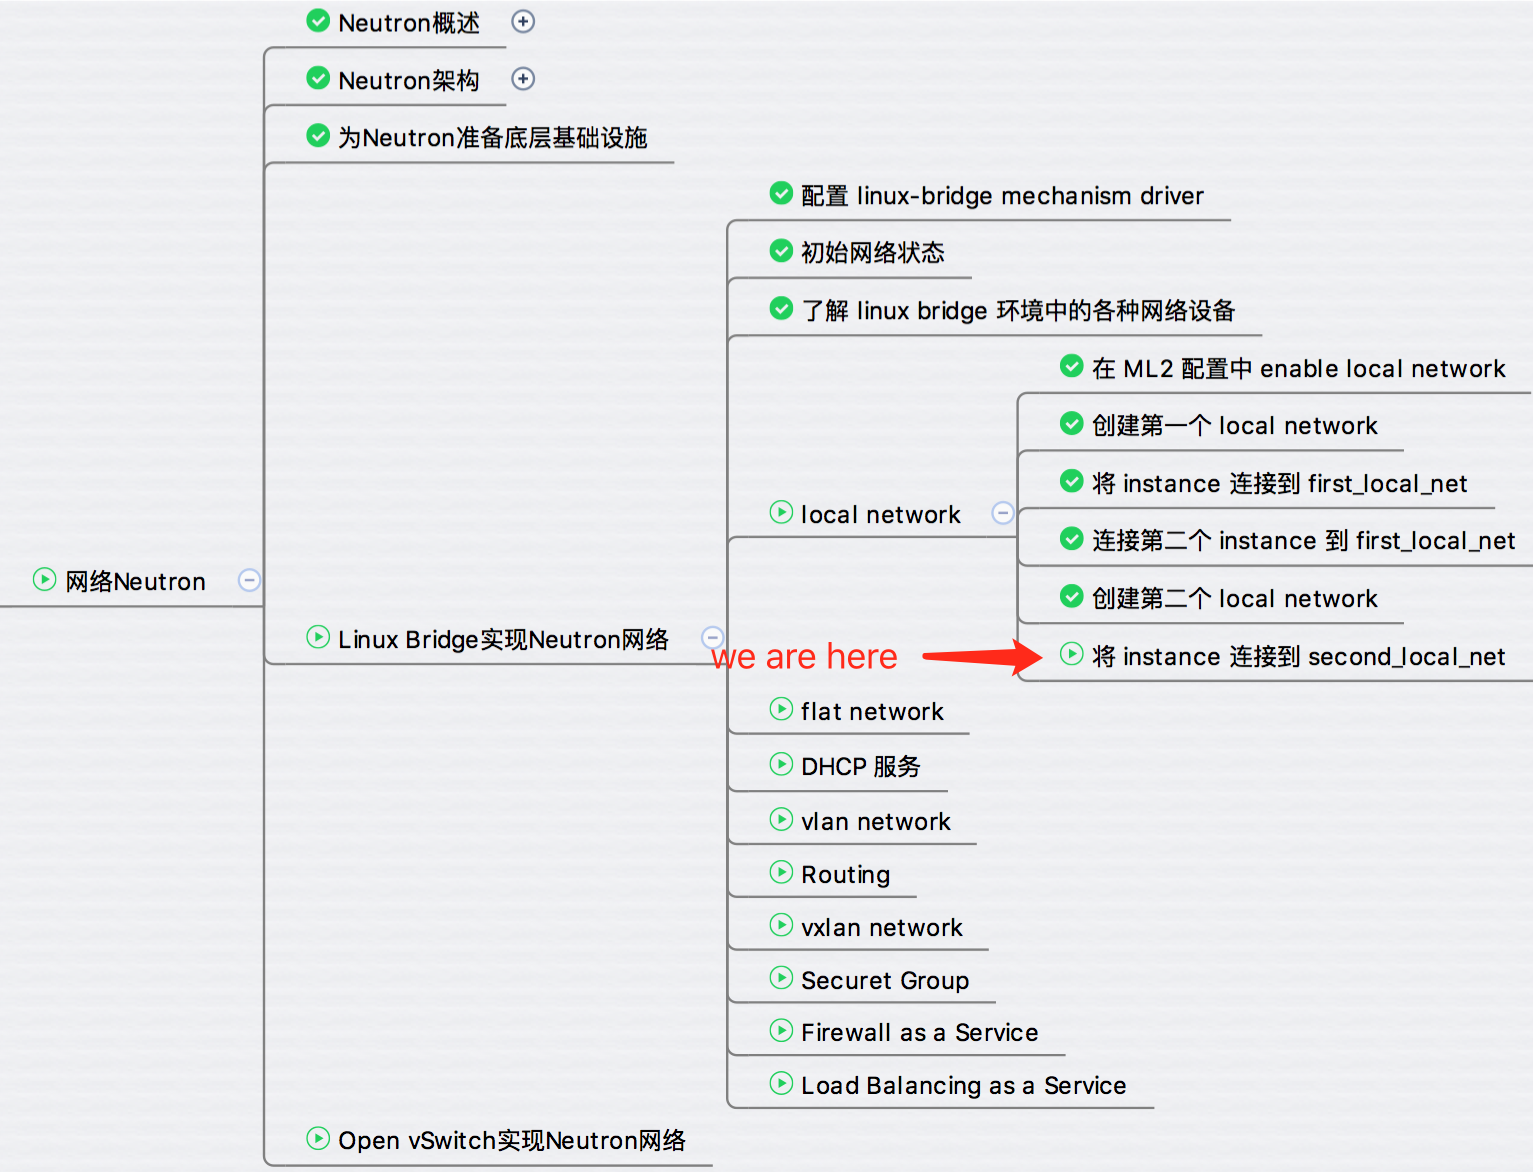 Neutron概述
Neutron架构
为Neutron准备底层基础设施
配置 linux-bridge mechanism driver
初始网络状态
了解 linux bridge 环境中的各种网络设备
在 ML2 配置中 enable local network
创建第一个 local network
将 instance 连接到 first_local_net
local network
连接第二个 instance 到 first_local_net
网络Neutron
创建第二个 local network
Linux Bridge实现Neutron网络
we are here
将 instance 连接到 second_local_net
flat network
DHCP 服务
vlan network
Routing
vxlan network
Securet Group
Firewall as a Service
Load Balancing as a Service
Open vSwitch实现Neutron网络